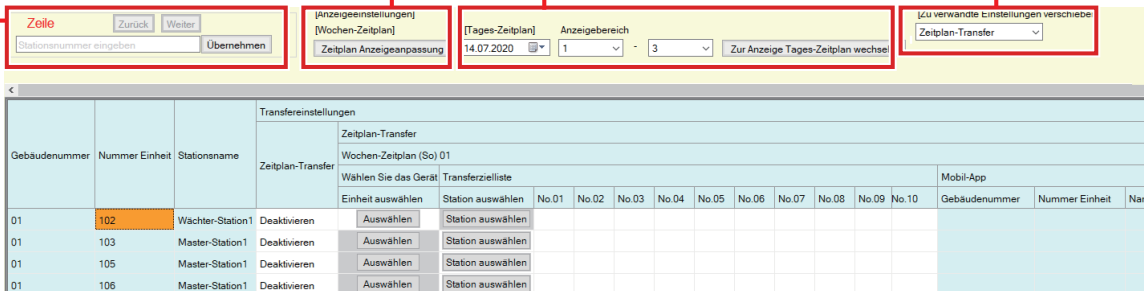 [Anzeigeeinstellungen]
[Zu verwandte Einstellungen verschieben
Zeile Zurück Weiter
[Wochen-Zeitplan] [Tages-Zeitplan] Anzeigebereich
Zeitplan-Transfer
Stationsnummer eingeben Übernehmen
Zeitplan Anzeigeanpassung 14.07.2020 1 - 3 Zur Anzeige Tages-Zeitplan wechsel
<
Transfereinstellungen
Zeitplan-Transfer
Gebäudenummer Nummer Einheit Stationsname Zeitplan-Transfer
Wochen-Zeitplan (So) 01
Wählen Sie das Gerät Transferzielliste Mobil-App
Einheit auswählen Station auswählen No.01 No.02 No.03 No.04 No.05 No.06 No.07 No.08 No.09 No.10 Gebäudenummer Nummer Einheit Nar
01 102 Wächter-Station1 Deaktivieren Auswählen Station auswählen
01 103 Master-Station1 Deaktivieren Auswählen Station auswählen
01 105 Master-Station1 Deaktivieren Auswählen Station auswählen
01 106 Master-Station1 Deaktivieren Auswählen Station auswählen